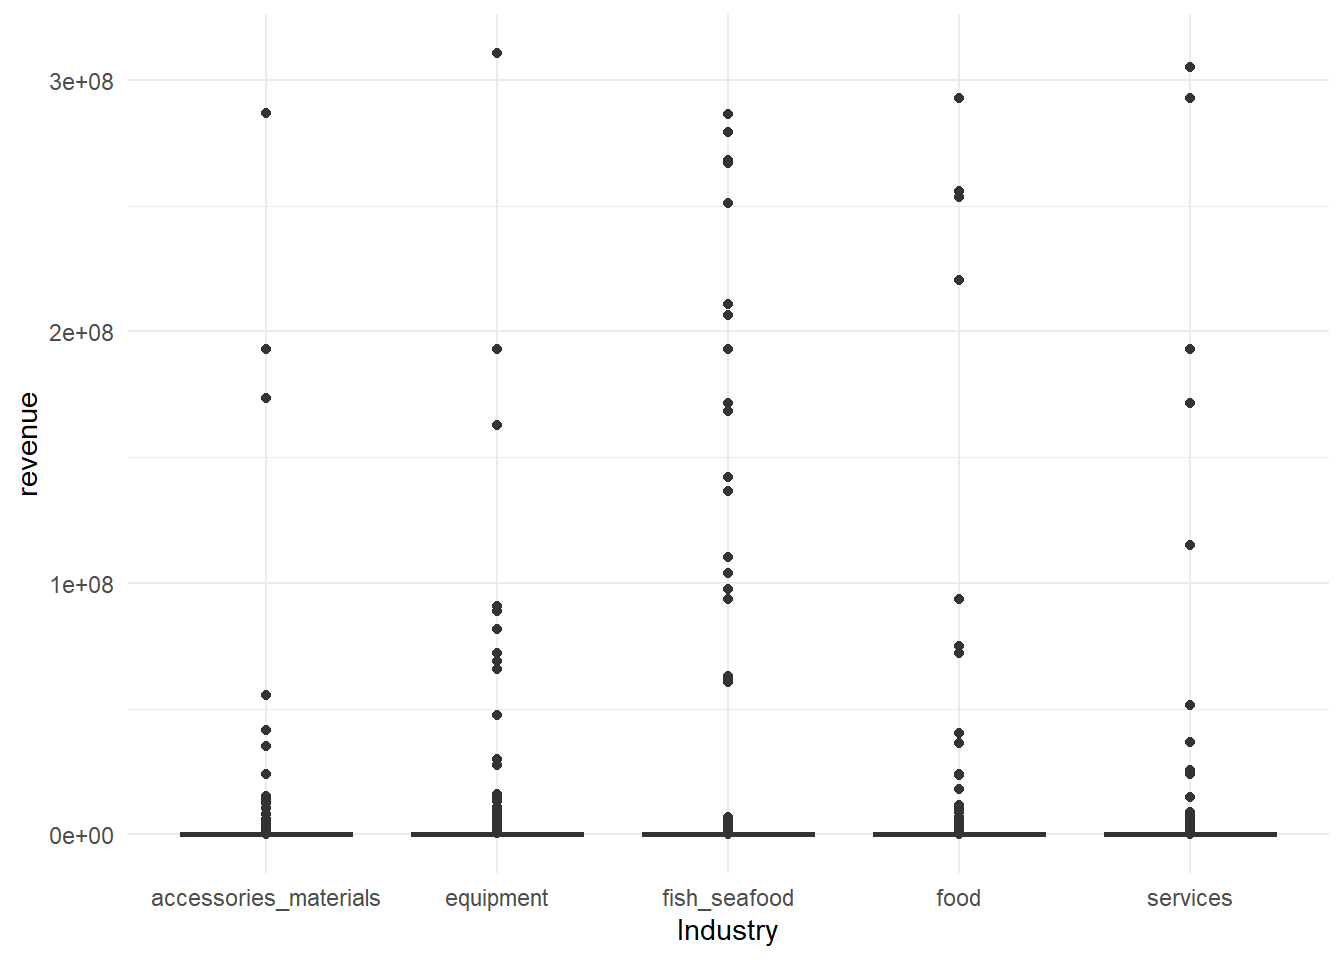 3e+08
2e+08
1e+08
0e+00
revenue
accessories_materials equipment fish_seafood food services
Industry